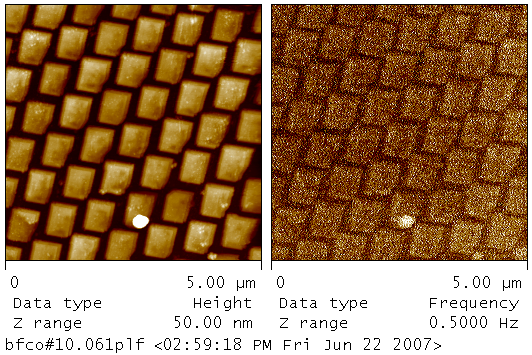 0 5.00 µm 0 5.00 µm
Data type Height Data type Frequency
Z range 50.00 nm Z range 0.5000 Hz
bfco#10.061plf <02:59:18 PM Fri Jun 22 2007>